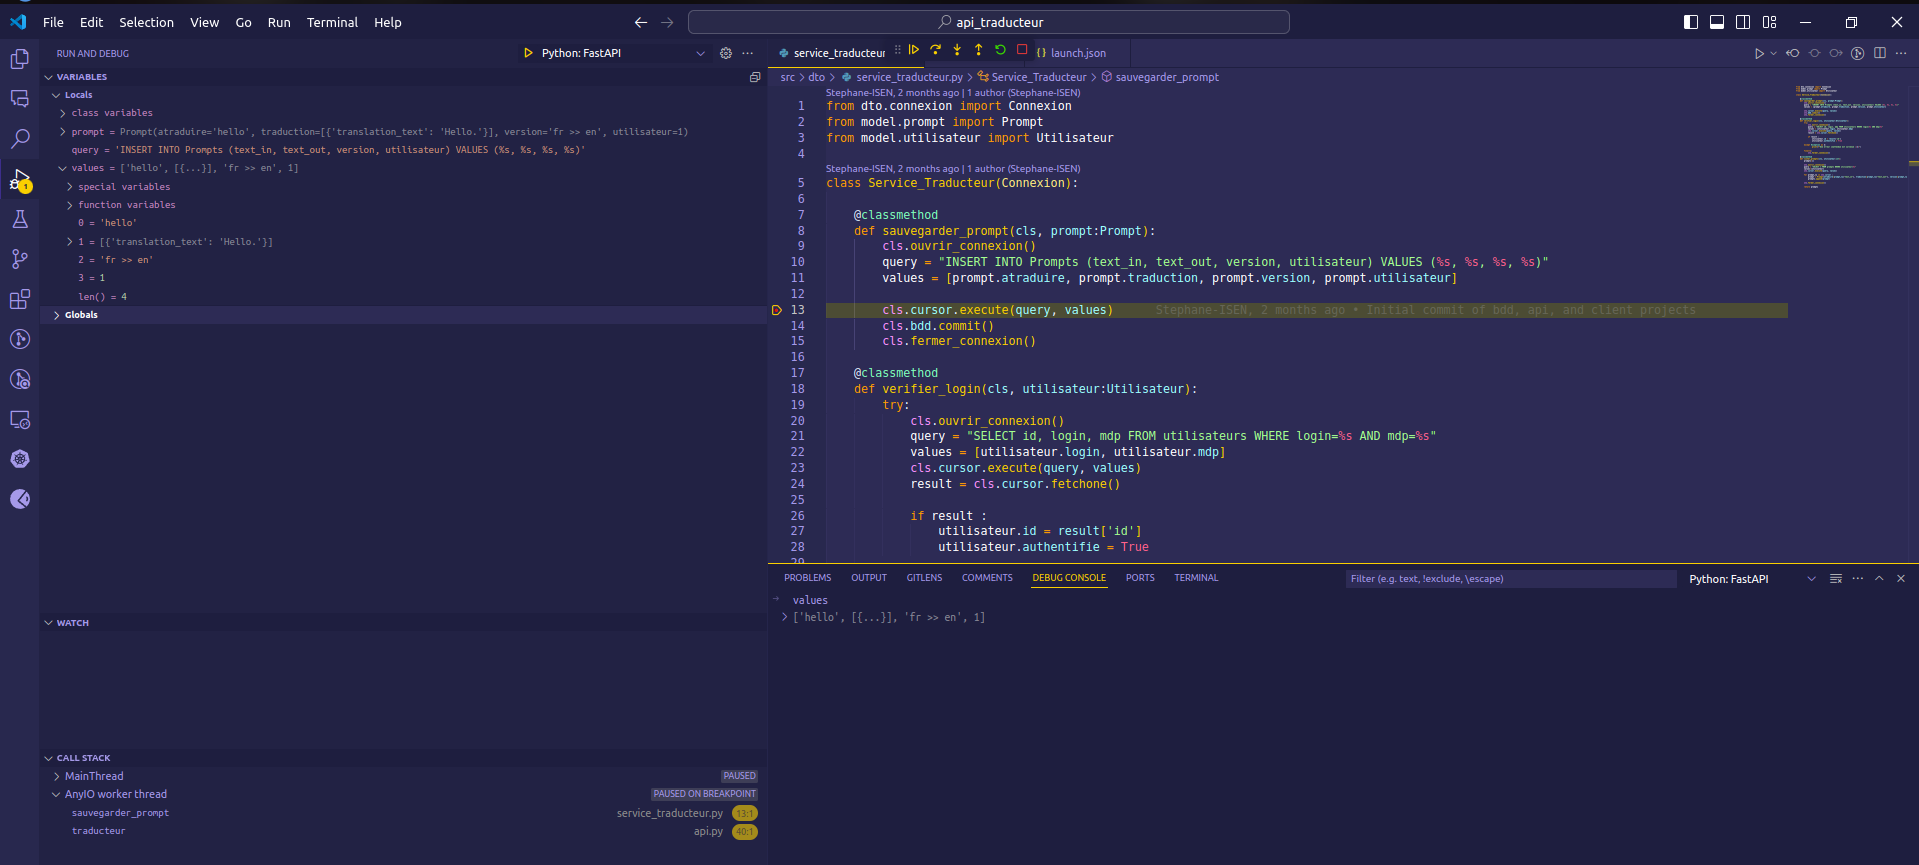 File Edit Selection View Go Run Terminal Help
api_traducteur
RUN AND DEBUG
Python: FastAPI
VARIABLES
Locals
class variables
prompt = Prompt(atraduire='hello', traduction=[{'translation_text': 'Hello.'}], version='fr >> en', utilisateur=1)
query = 'INSERT INTO Prompts (text_in, text_out, version, utilisateur) VALUES (%s, %s, %s, %s)'
values = ['hello', [{...}], 'fr >> en', 1]
special variables
function variables
0 = 'hello'
1 = [{'translation_text': 'Hello.'}]
2 = 'fr >> en'
3 = 1
len() = 4
Globals
1
WATCH
CALL STACK
MainThread PAUSED
AnyIO worker thread PAUSED ON BREAKPOINT
sauvegarder_prompt service_traducteur.py 13:1
traducteur api.py 40:1
service_traducteur
{} launch.json
src > dto > service_traducteur.py > Service_Traducteur > sauvegarder_prompt
Stephane-ISEN, 2 months ago | 1 author (Stephane-ISEN)
1 from dto.connexion import Connexion
2 from model.prompt import Prompt
3 from model.utilisateur import Utilisateur
4
Stephane-ISEN, 2 months ago | 1 author (Stephane-ISEN)
5 class Service_Traducteur(Connexion):
6
7 @classmethod
8 def sauvegarder_prompt(cls, prompt:Prompt):
9 cls.ouvrir_connexion()
10 query = "INSERT INTO Prompts (text_in, text_out, version, utilisateur) VALUES (%s, %s, %s, %s)"
11 values = [prompt.atraduire, prompt.traduction, prompt.version, prompt.utilisateur]
12
13 cls.cursor.execute(query, values) Stephane-ISEN, 2 months ago • Initial commit of bdd, api, and client projects
14 cls.bdd.commit()
15 cls.fermer_connexion()
16
17 @classmethod
18 def verifier_login(cls, utilisateur:Utilisateur):
19 try:
20 cls.ouvrir_connexion()
21 query = "SELECT id, login, mdp FROM utilisateurs WHERE login=%s AND mdp=%s"
22 values = [utilisateur.login, utilisateur.mdp]
23 cls.cursor.execute(query, values)
24 result = cls.cursor.fetchone()
25
26 if result :
27 utilisateur.id = result['id']
28 utilisateur.authentifie = True
29
PROBLEMS OUTPUT GITLENS COMMENTS DEBUG CONSOLE PORTS TERMINAL
Filter (e.g. text, !exclude, \escape)
Python: FastAPI
values
['hello', [{...}], 'fr >> en', 1]